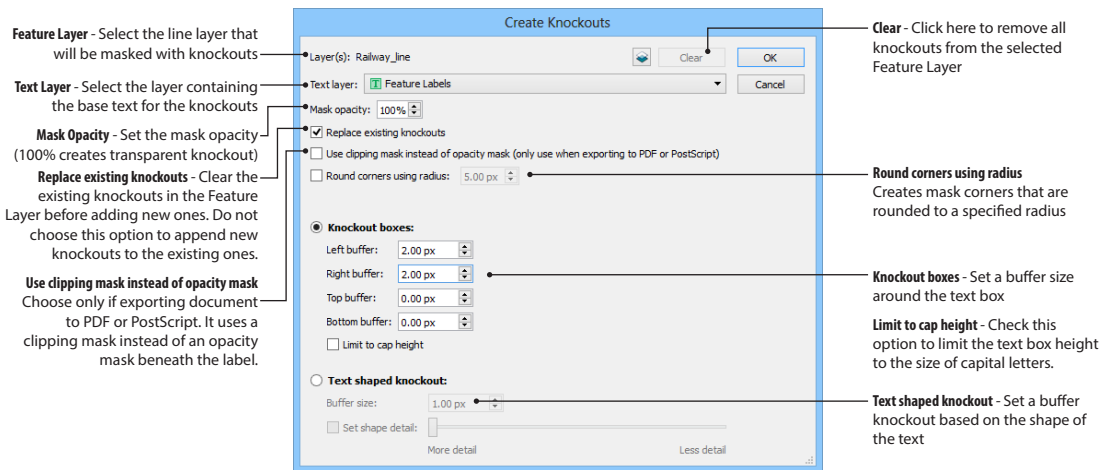 Feature Layer - Select the line layer that
will be masked with knockouts
Text Layer - Select the layer containing
the base text for the knockouts
Mask Opacity - Set the mask opacity
(100% creates transparent knockout)
Replace existing knockouts - Clear the
existing knockouts in the Feature
Layer before adding new ones. Do not
choose this option to append new
knockouts to the existing ones.
Use clipping mask instead of opacity mask
Choose only if exporting document
to PDF or PostScript. It uses a
clipping mask instead of an opacity
mask beneath the label.
Create Knockouts
Layer(s): Railway_line Clear OK
Text layer: T Feature Labels Cancel
Mask opacity: 100%
Replace existing knockouts
Use clipping mask instead of opacity mask (only use when exporting to PDF or PostScript)
Round corners using radius: 5.00 px
Knockout boxes:
Left buffer: 2.00 px
Right buffer: 2.00 px
Top buffer: 0.00 px
Bottom buffer: 0.00 px
Limit to cap height
Text shaped knockout:
Buffer size: 1.00 px
Set shape detail:
More detail Less detail
Clear - Click here to remove all
knockouts from the selected
Feature Layer
Round corners using radius
Creates mask corners that are
rounded to a specified radius
Knockout boxes - Set a buffer size
around the text box
Limit to cap height - Check this
option to limit the text box height
to the size of capital letters.
Text shaped knockout - Set a buffer
knockout based on the shape of
the text